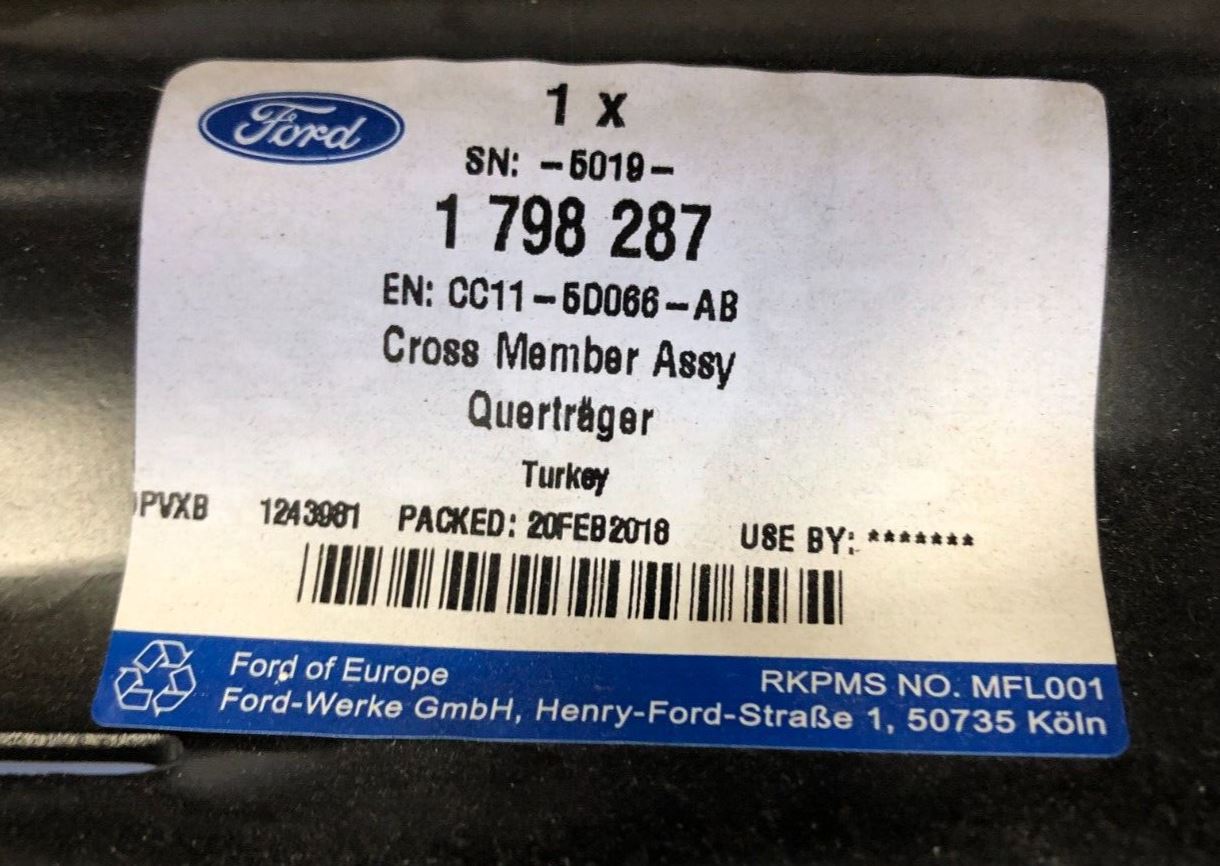 Ford
1 x
SN: -5019-
1 798 287
EN: CC11-5D066-AB
Cross Member Assy
Querträger
Turkey
PVXB 1243961 PACKED: 20FEB2018 USE BY: *******
Ford of Europe
RKPMS NO. MFL001
Ford-Werke GmbH, Henry-Ford-Straße 1, 50735 Köln